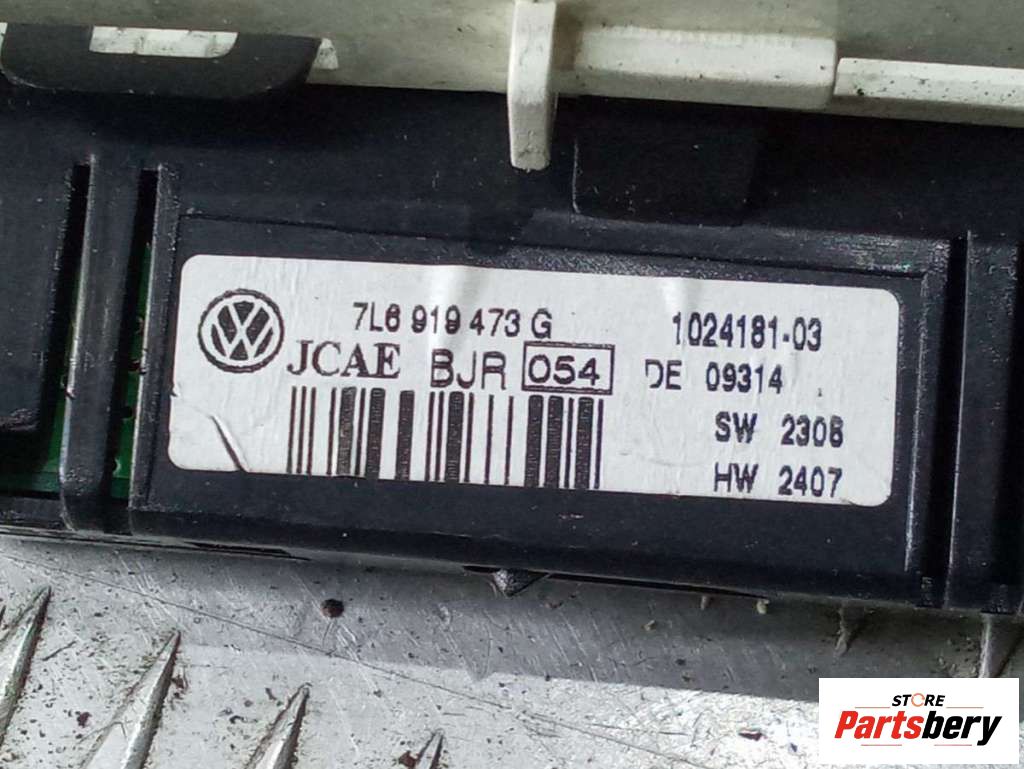 7L6 919 473 G 1024181-03
JCAE BJR 054 DE 09314
SW 2308
HW 2407
STORE
Partsbery